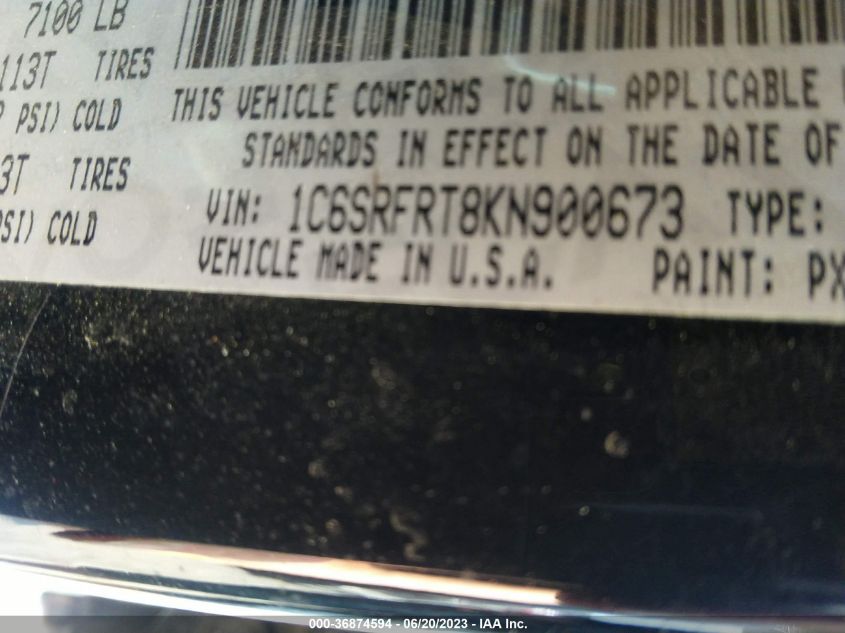 7100 LB
113T TIRES
PSI) COLD
3T TIRES
PSI) COLD
THIS VEHICLE CONFORMS TO ALL APPLICABLE
STANDARDS IN EFFECT ON THE DATE OF
VIN: 1C6SRFRT8KN900673 TYPE:
VEHICLE MADE IN U.S.A. PAINT: PX
000-36874594 - 06/20/2023 - IAA Inc.